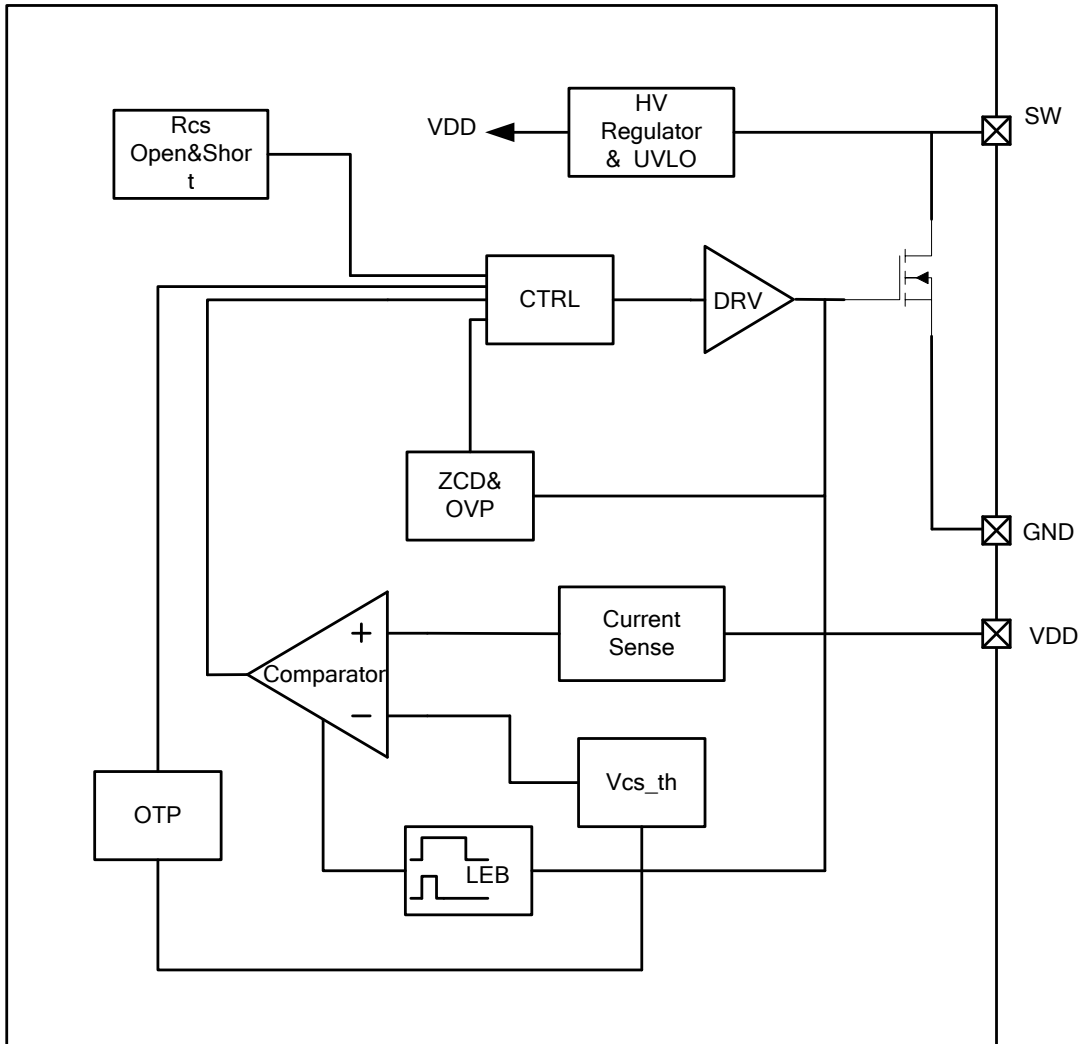 HV
Regulator
& UVLO
VDD
SW
Rcs
Open&Shor
t
CTRL
DRV
ZCD&
OVP
GND
Current
Sense
VDD
+
Comparator
−
Vcs_th
OTP
LEB